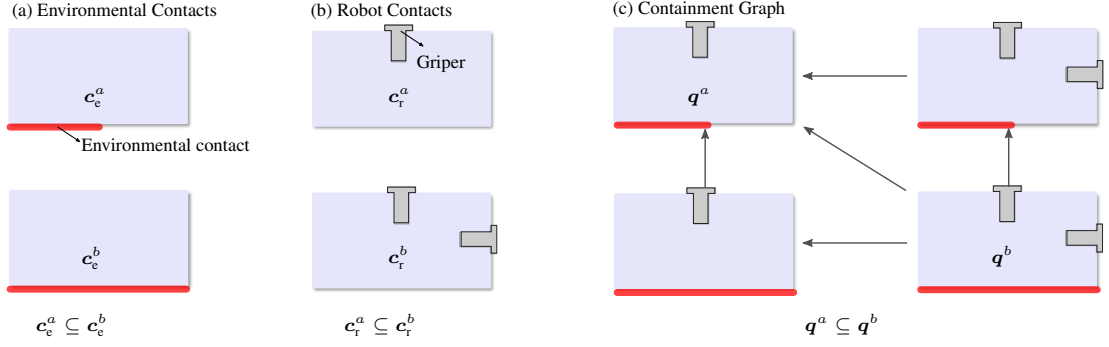 (a) Environmental Contacts
(b) Robot Contacts
(c) Containment Graph
Griper
c_e^a
c_r^a
q^a
Environmental contact
c_e^b
c_r^b
q^b
c_e^a ⊆ c_e^b
c_r^a ⊆ c_r^b
q^a ⊆ q^b